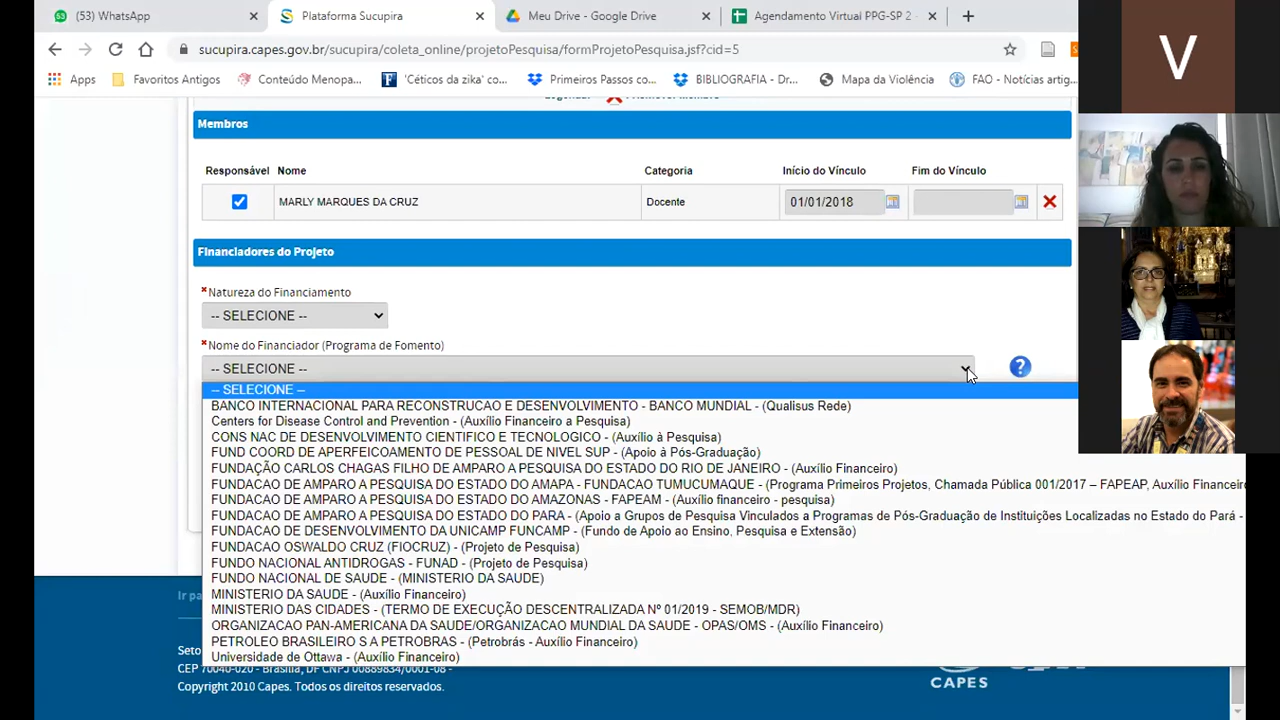 (53) WhatsApp
Plataforma Sucupira
Meu Drive - Google Drive
Agendamento Virtual PPG-SP 2 -
sucupira.capes.gov.br/sucupira/coleta_online/projetoPesquisa/formProjetoPesquisa.jsf?cid=5
Apps
Favoritos Antigos
Conteúdo Menopa...
'Céticos da zika' co...
Primeiros Passos co...
BIBLIOGRAFIA - Dr...
Mapa da Violência
FAO - Notícias artig...
V
Membros
Responsável Nome Categoria Início do Vínculo Fim do Vínculo
MARLY MARQUES DA CRUZ Docente 01/01/2018
Financiadores do Projeto
*Natureza do Financiamento
-- SELECIONE --
*Nome do Financiador (Programa de Fomento)
-- SELECIONE --
?
-- SELECIONE --
BANCO INTERNACIONAL PARA RECONSTRUCAO E DESENVOLVIMENTO - BANCO MUNDIAL - (Qualisus Rede)
Centers for Disease Control and Prevention - (Auxílio Financeiro a Pesquisa)
CONS NAC DE DESENVOLVIMENTO CIENTIFICO E TECNOLOGICO - (Auxílio à Pesquisa)
FUND COORD DE APERFEICOAMENTO DE PESSOAL DE NIVEL SUP - (Apoio à Pós-Graduação)
FUNDAÇÃO CARLOS CHAGAS FILHO DE AMPARO A PESQUISA DO ESTADO DO RIO DE JANEIRO - (Auxílio Financeiro)
FUNDACAO DE AMPARO A PESQUISA DO ESTADO DO AMAPA - FUNDACAO TUMUCUMAQUE - (Programa Primeiros Projetos, Chamada Pública 001/2017 – FAPEAP, Auxílio Financeiro
FUNDACAO DE AMPARO A PESQUISA DO ESTADO DO AMAZONAS - FAPEAM - (Auxílio financeiro - pesquisa)
FUNDACAO DE AMPARO A PESQUISA DO ESTADO DO PARA - (Apoio a Grupos de Pesquisa Vinculados a Programas de Pós-Graduação de Instituições Localizadas no Estado do Pará -
FUNDACAO DE DESENVOLVIMENTO DA UNICAMP FUNCAMP - (Fundo de Apoio ao Ensino, Pesquisa e Extensão)
FUNDACAO OSWALDO CRUZ (FIOCRUZ) - (Projeto de Pesquisa)
FUNDO NACIONAL ANTIDROGAS - FUNAD - (Projeto de Pesquisa)
FUNDO NACIONAL DE SAUDE - (MINISTERIO DA SAUDE)
MINISTERIO DA SAUDE - (Auxílio Financeiro)
MINISTERIO DAS CIDADES - (TERMO DE EXECUÇÃO DESCENTRALIZADA Nº 01/2019 - SEMOB/MDR)
ORGANIZACAO PAN-AMERICANA DA SAUDE/ORGANIZACAO MUNDIAL DA SAUDE - OPAS/OMS - (Auxílio Financeiro)
PETROLEO BRASILEIRO S A PETROBRAS - (Petrobrás - Auxílio Financeiro)
Universidade de Ottawa - (Auxílio Financeiro)
Ir pa
Seto
CEP 70040-020 - Brasília, DF CNPJ 00889834/0001-08 -
Copyright 2010 Capes. Todos os direitos reservados.
CAPES